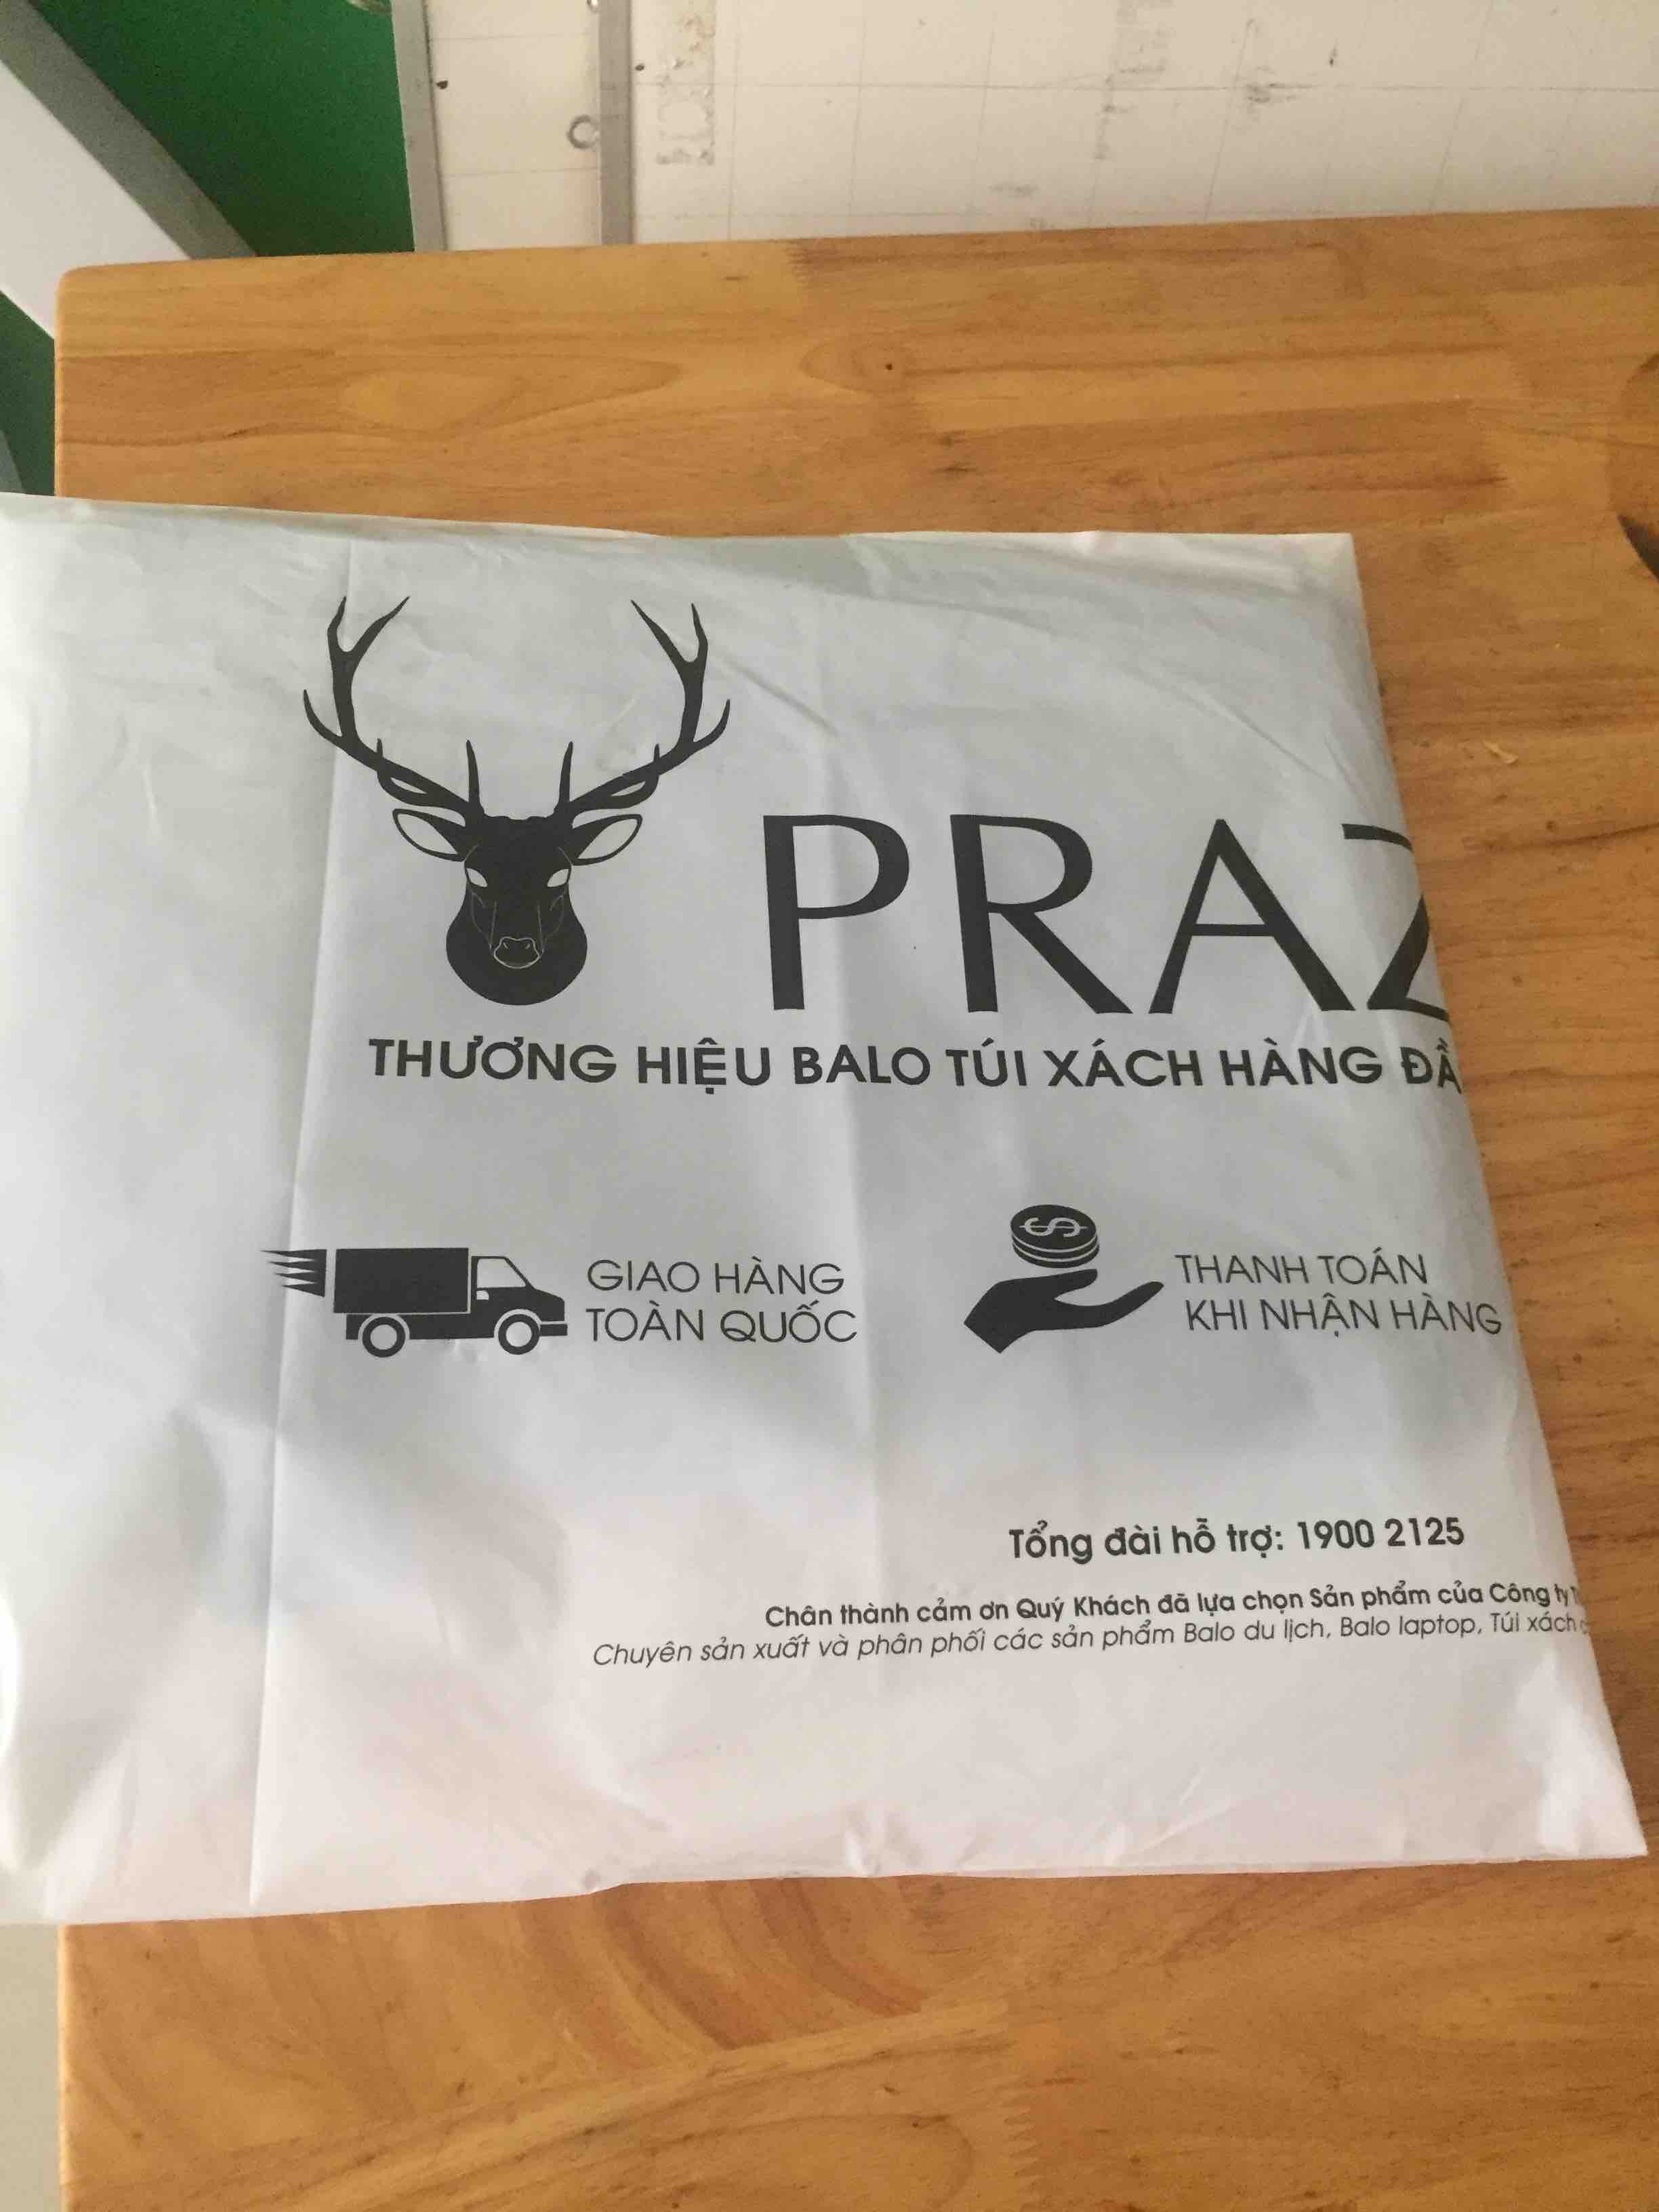 PRAZ
THƯƠNG HIỆU BALO TÚI XÁCH HÀNG ĐẦ
GIAO HÀNG
TOÀN QUỐC
THANH TOÁN
KHI NHẬN HÀNG
Tổng đài hỗ trợ: 1900 2125
Chân thành cảm ơn Quý Khách đã lựa chọn Sản phẩm của Công ty
Chuyên sản xuất và phân phối các sản phẩm Balo du lịch, Balo laptop, Túi xách